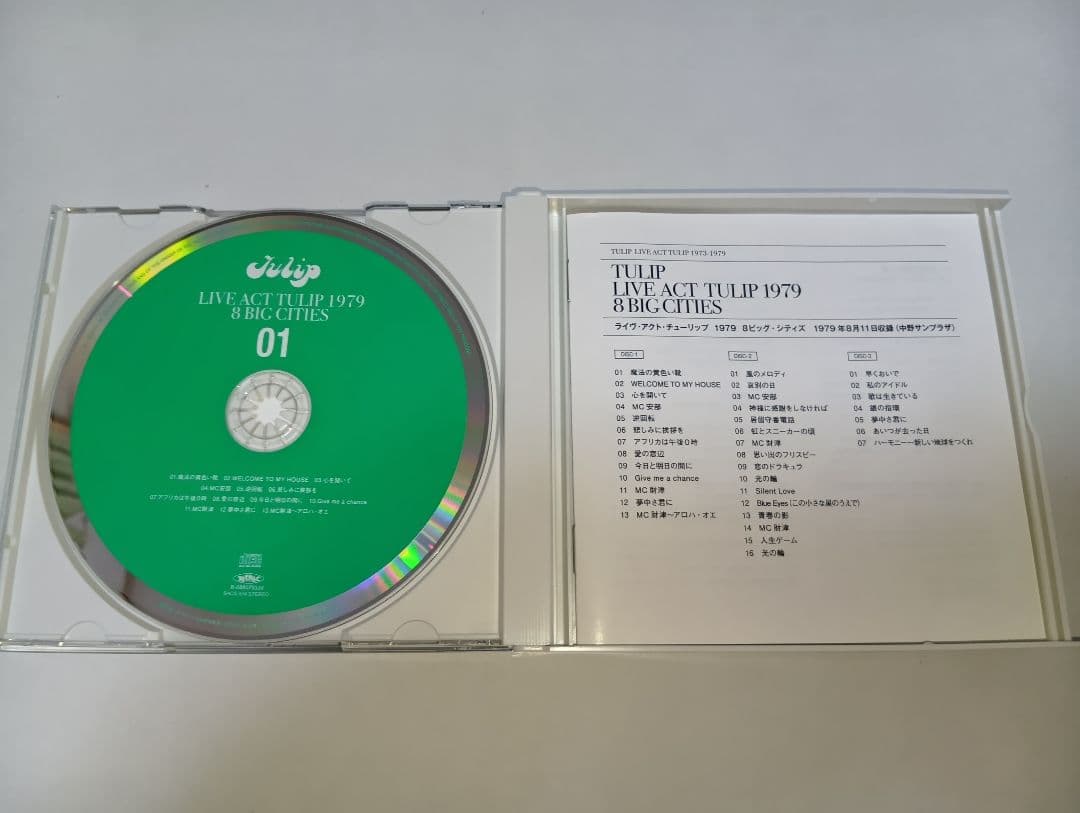 Tulip
LIVE ACT TULIP 1979
8 BIG CITIES
01
01.魔法の黄色い靴 02.WELCOME TO MY HOUSE 03.心を開いて
04.MC安部 05.逆回転 06.悲しみに挨拶を
07.アフリカは午後0時 08.愛の窓辺 09.今日と明日の間に 10.Give me a chance
11.MC財津 12.夢中さ君に 13.MC財津〜アロハ・オエ
STEREO
TULIP LIVE ACT TULIP 1973-1979
TULIP
LIVE ACT TULIP 1979
8 BIG CITIES
ライヴ・アクト・チューリップ 1979 8ビッグ・シティズ 1979年8月11日収録(中野サンプラザ)
DISC-1
01 魔法の黄色い靴
02 WELCOME TO MY HOUSE
03 心を開いて
04 MC 安部
05 逆回転
06 悲しみに挨拶を
07 アフリカは午後0時
08 愛の窓辺
09 今日と明日の間に
10 Give me a chance
11 MC 財津
12 夢中さ君に
13 MC 財津〜アロハ・オエ
DISC-2
01 風のメロディ
02 哀別の日
03 MC 安部
04 神様に感謝をしなければ
05 居留守番電話
06 虹とスニーカーの頃
07 MC 財津
08 思い出のフリスビー
09 恋のドラキュラ
10 光の輪
11 Silent Love
12 Blue Eyes(この小さな星のうえで)
13 青春の影
14 MC 財津
15 人生ゲーム
16 光の輪
DISC-3
01 早くおいで
02 私のアイドル
03 歌は生きている
04 銀の指環
05 夢中さ君に
06 あいつが去った日
07 ハーモニー〜新しい地球をつくれ